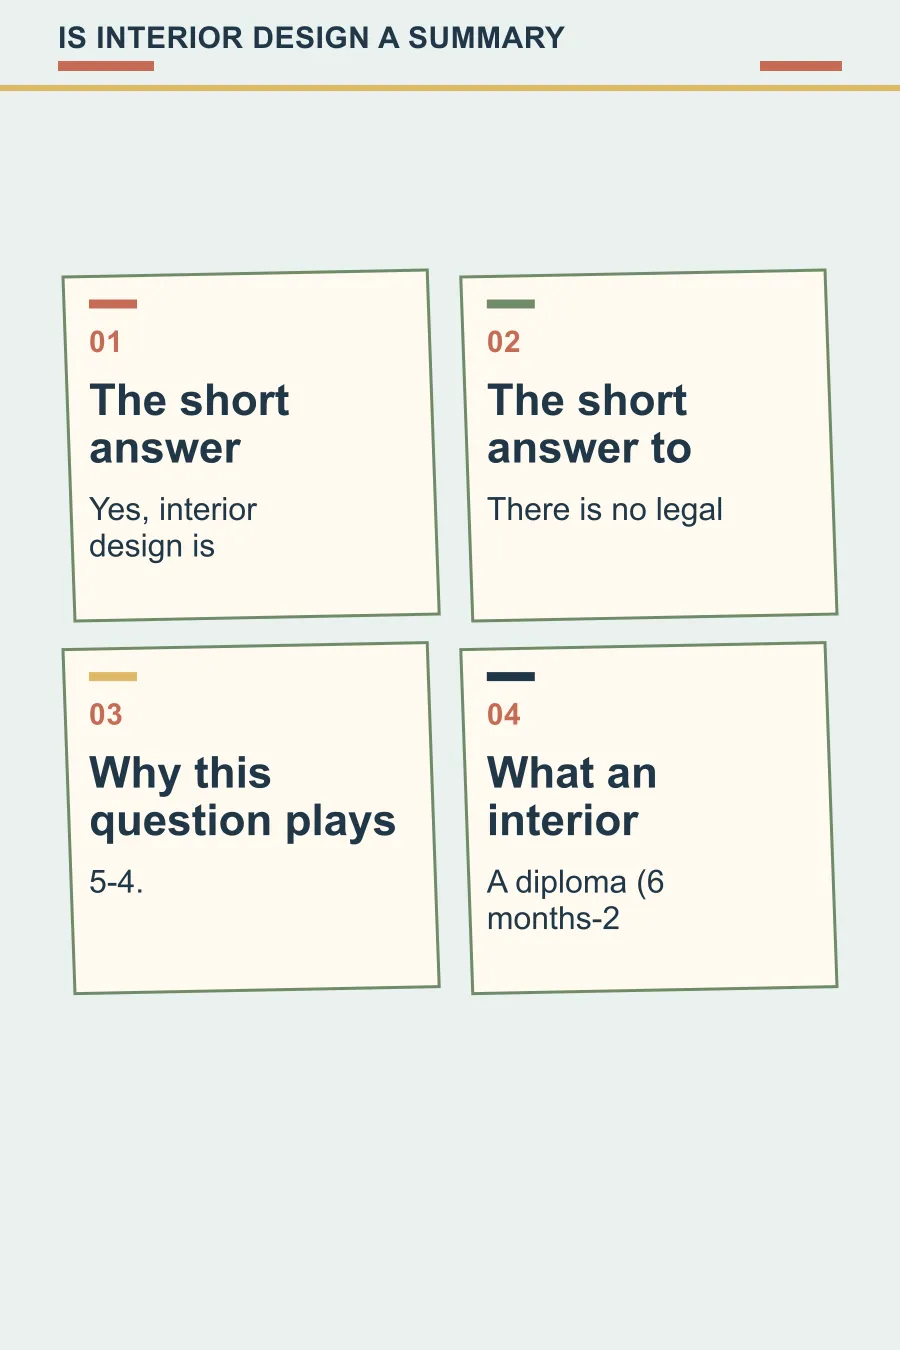 IS INTERIOR DESIGN A SUMMARY
01
The short
answer
Yes, interior
design is
02
The short
answer to
There is no legal
03
Why this
question plays
5-4.
04
What an
interior
A diploma (6
months-2